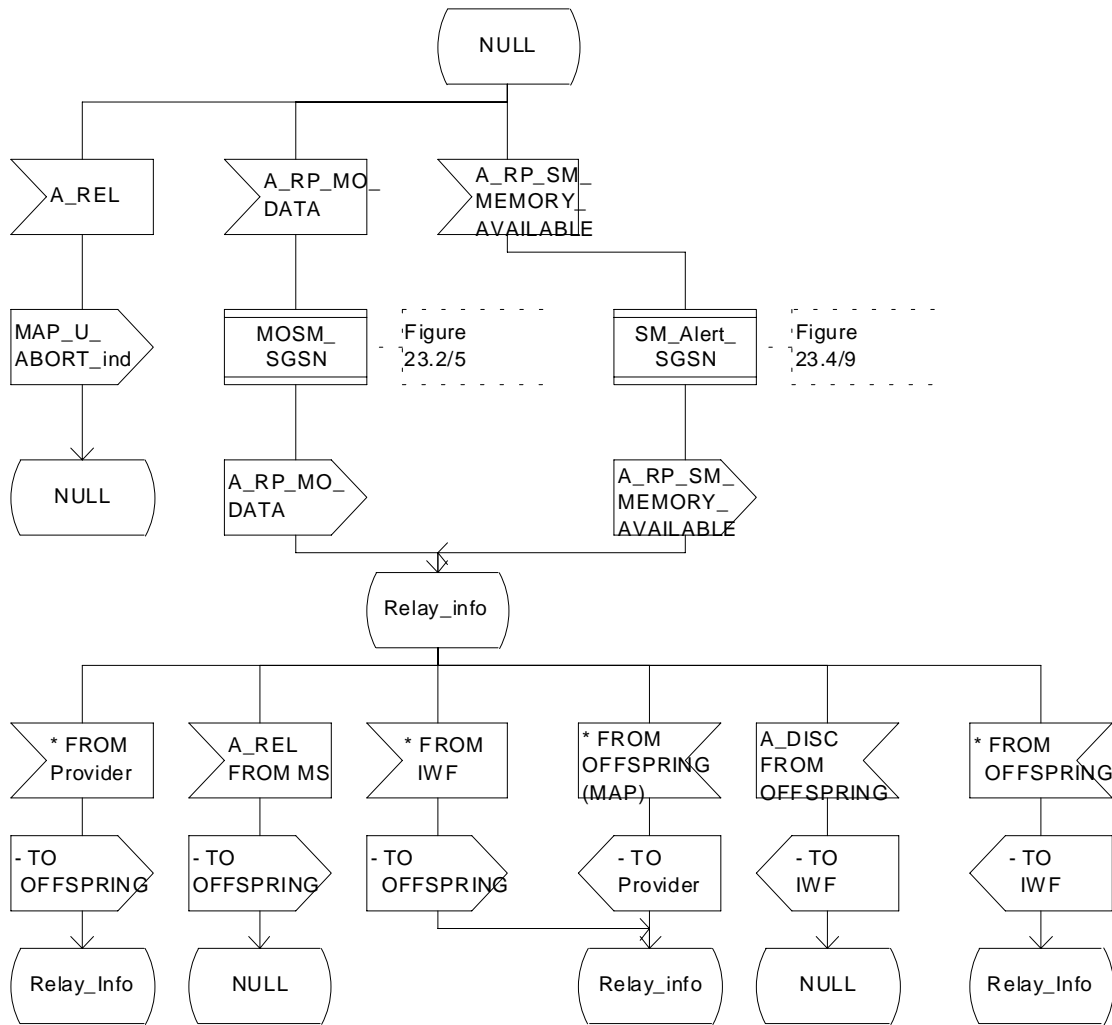 NULL
A_REL
A_RP_MO_
DATA
A_RP_SM_
MEMORY_
AVAILABLE
MAP_U_
ABORT_ind
MOSM_
SGSN
Figure
23.2/5
SM_Alert_
SGSN
Figure
23.4/9
NULL
A_RP_MO_
DATA
A_RP_SM_
MEMORY_
AVAILABLE
Relay_info
* FROM
Provider
A_REL
FROM MS
* FROM
IWF
* FROM
OFFSPRING
(MAP)
A_DISC
FROM
OFFSPRING
* FROM
OFFSPRING
- TO
OFFSPRING
- TO
OFFSPRING
- TO
OFFSPRING
- TO
Provider
- TO
IWF
- TO
IWF
Relay_Info
NULL
Relay_info
NULL
Relay_Info